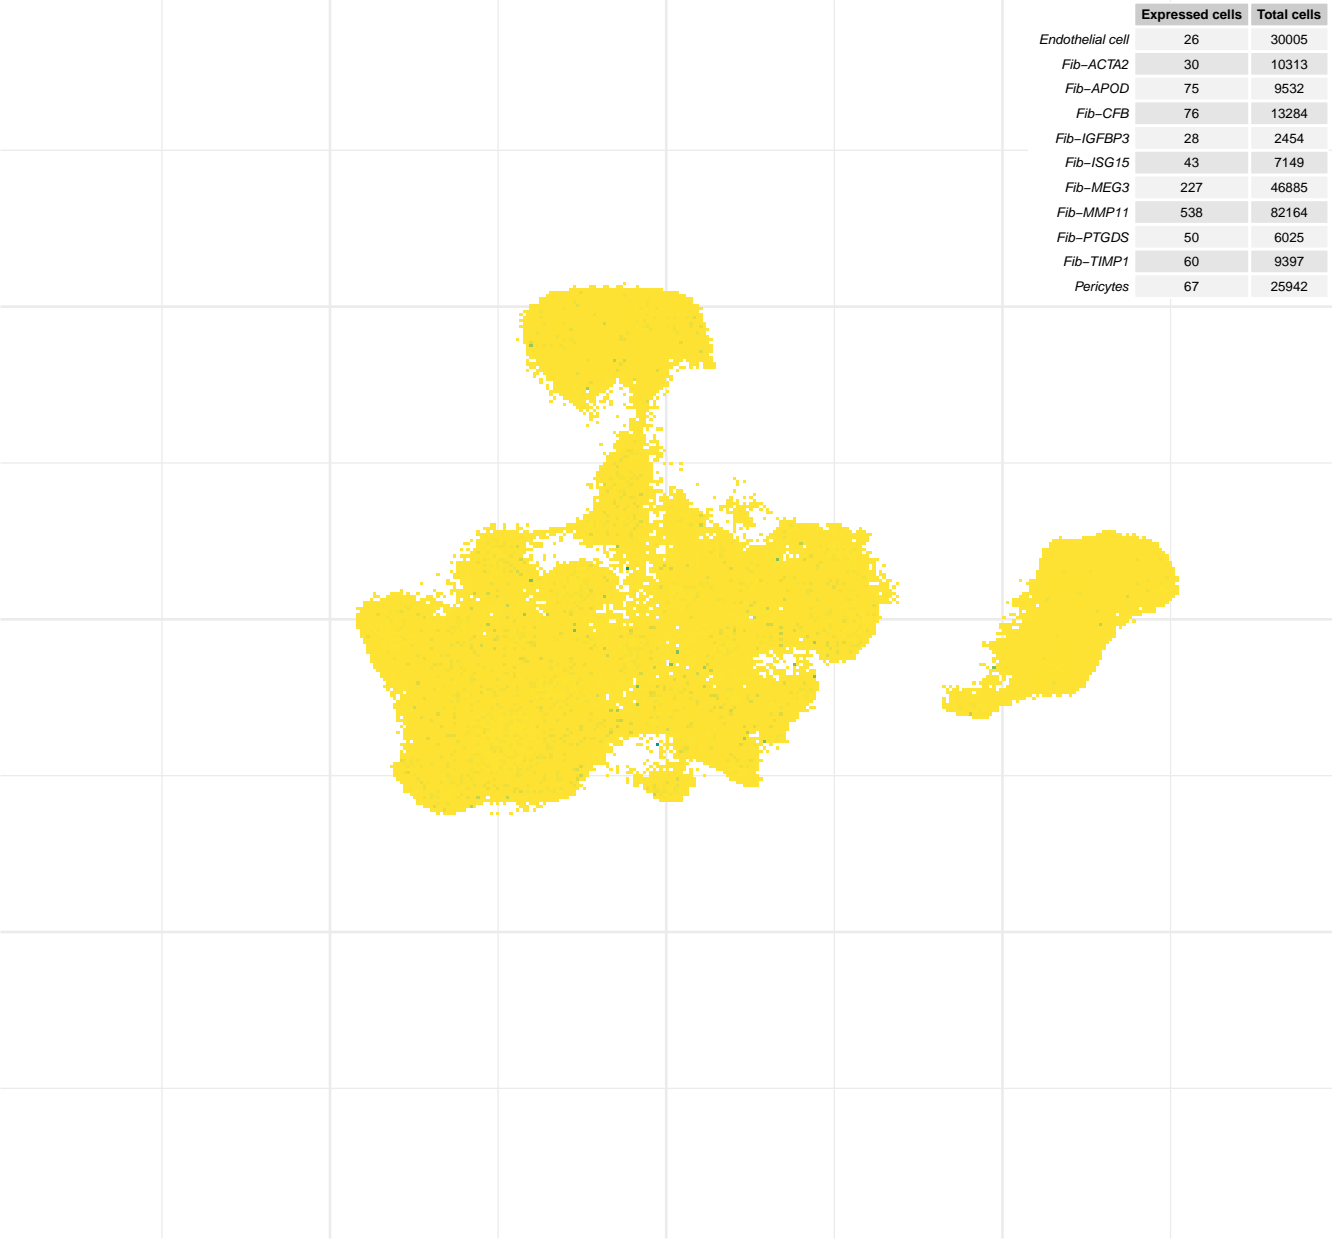 Expressed cells Total cells
Endothelial cell 26 30005
Fib−ACTA2 30 10313
Fib−APOD 75 9532
Fib−CFB 76 13284
Fib−IGFBP3 28 2454
Fib−ISG15 43 7149
Fib−MEG3 227 46885
Fib−MMP11 538 82164
Fib−PTGDS 50 6025
Fib−TIMP1 60 9397
Pericytes 67 25942